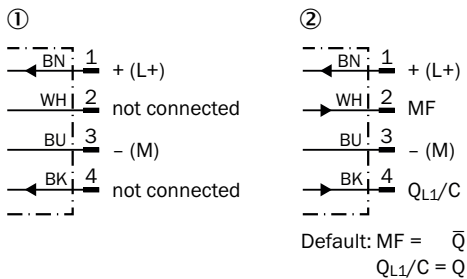 ①
BN 1 + (L+)
WH 2 not connected
BU 3 – (M)
BK 4 not connected
②
BN 1 + (L+)
WH 2 MF
BU 3 – (M)
BK 4 QL1/C
Default: MF = Q̅
QL1/C = Q